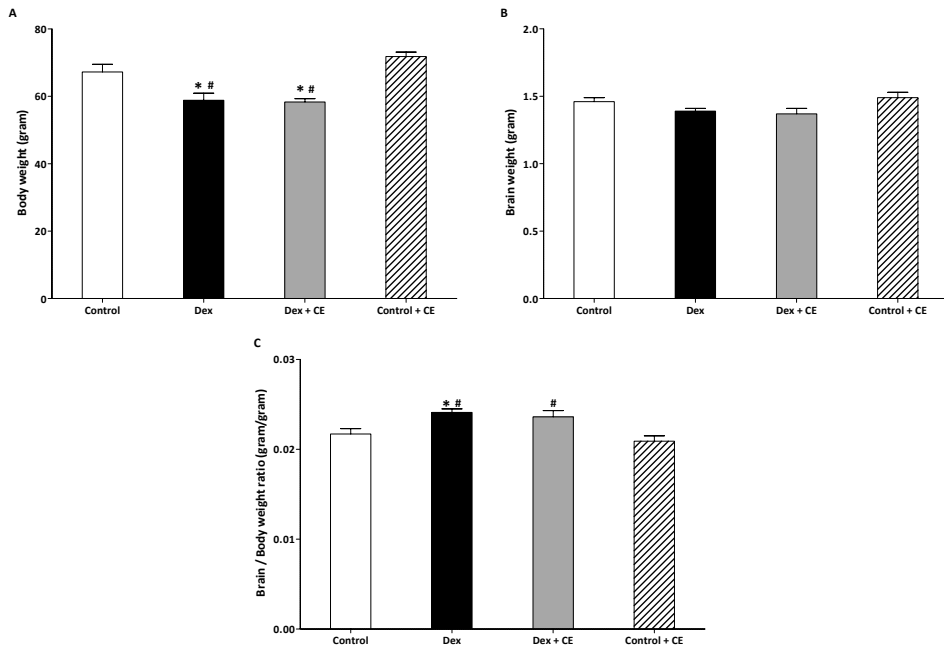 A
Body weight (gram)
80
60
40
20
0
* #
* #
Control
Dex
Dex + CE
Control + CE
B
Brain weight (gram)
2.0
1.5
1.0
0.5
0.0
Control
Dex
Dex + CE
Control + CE
C
Brain / Body weight ratio (gram/gram)
0.03
0.02
0.01
0.00
* #
#
Control
Dex
Dex + CE
Control + CE